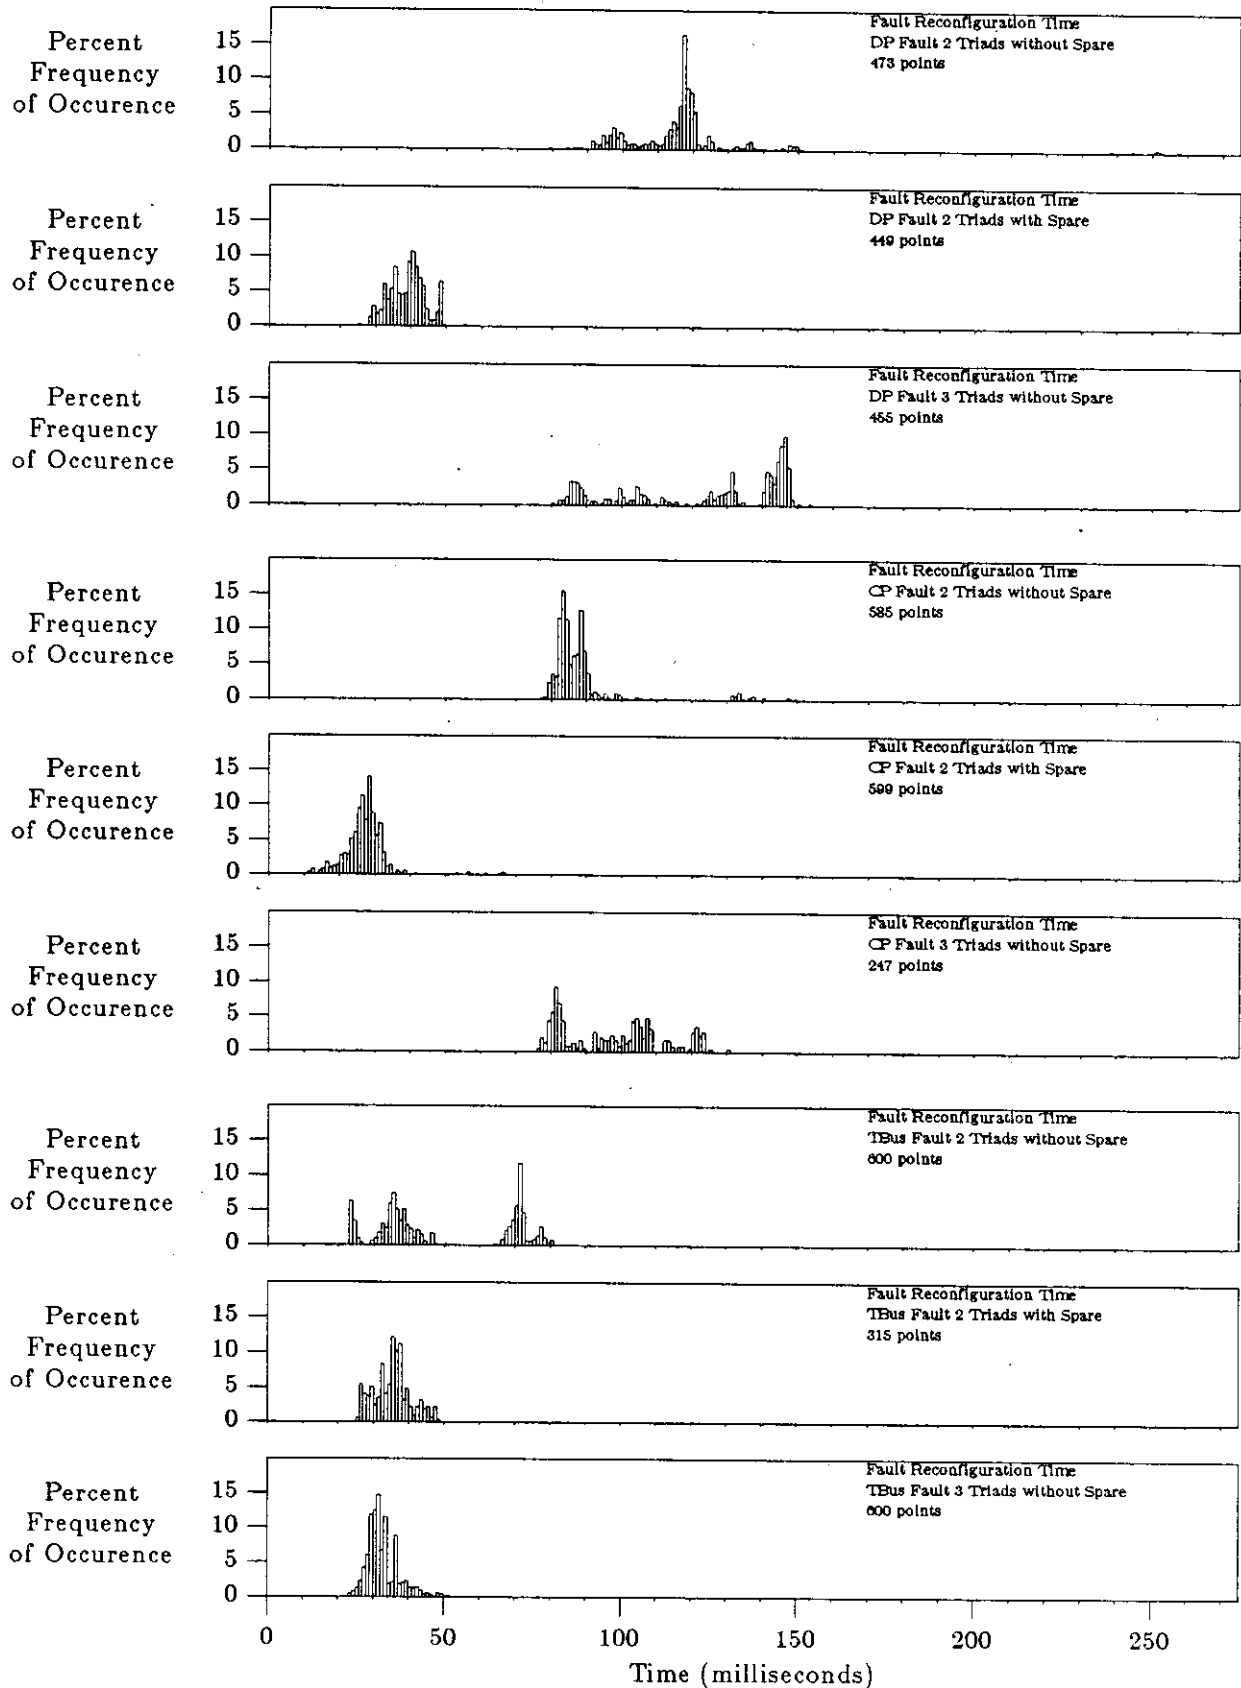 Percent
Frequency
of Occurence
15
10
5
0
Fault Reconfiguration Time
DP Fault 2 Triads without Spare
473 points
Percent
Frequency
of Occurence
15
10
5
0
Fault Reconfiguration Time
DP Fault 2 Triads with Spare
449 points
Percent
Frequency
of Occurence
15
10
5
0
Fault Reconfiguration Time
DP Fault 3 Triads without Spare
455 points
Percent
Frequency
of Occurence
15
10
5
0
Fault Reconfiguration Time
CP Fault 2 Triads without Spare
585 points
Percent
Frequency
of Occurence
15
10
5
0
Fault Reconfiguration Time
CP Fault 2 Triads with Spare
599 points
Percent
Frequency
of Occurence
15
10
5
0
Fault Reconfiguration Time
CP Fault 3 Triads without Spare
247 points
Percent
Frequency
of Occurence
15
10
5
0
Fault Reconfiguration Time
TBus Fault 2 Triads without Spare
600 points
Percent
Frequency
of Occurence
15
10
5
0
Fault Reconfiguration Time
TBus Fault 2 Triads with Spare
315 points
Percent
Frequency
of Occurence
15
10
5
0
Fault Reconfiguration Time
TBus Fault 3 Triads without Spare
600 points
0 50 100 150 200 250
Time (milliseconds)